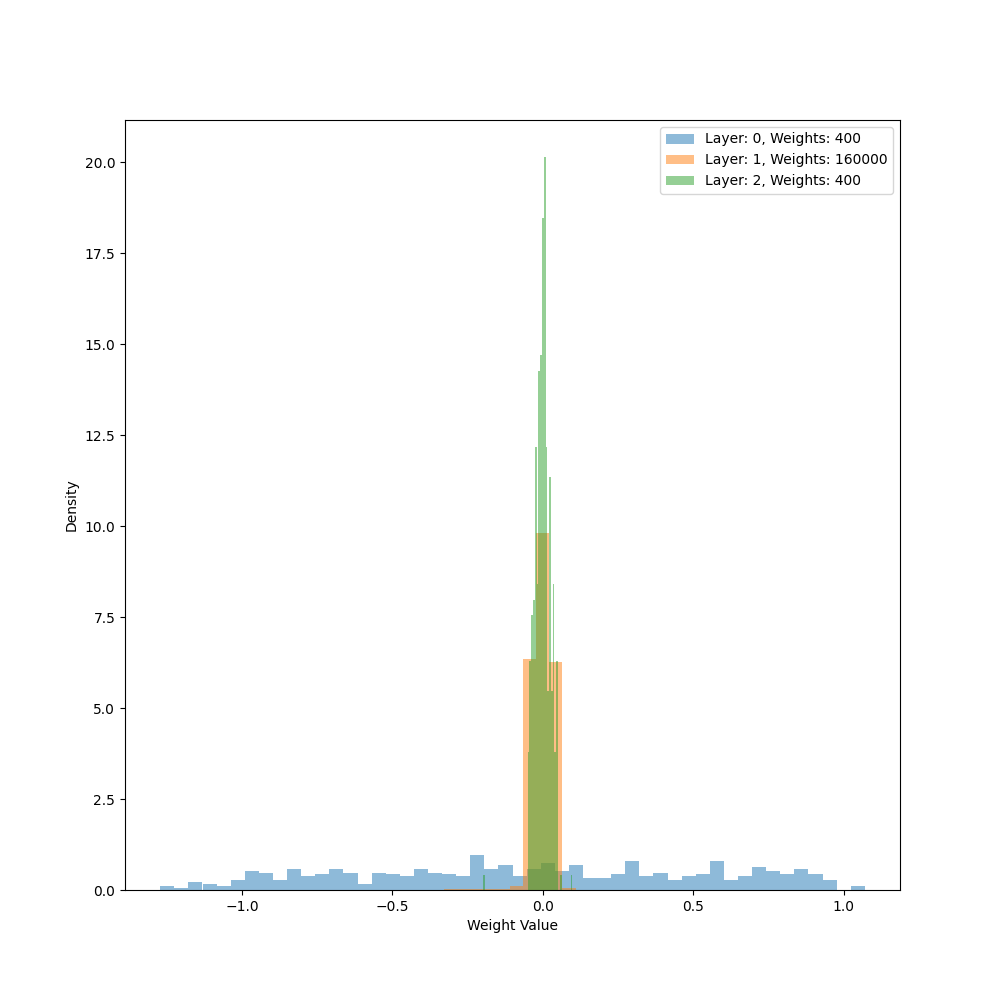 Layer: 0, Weights: 400
Layer: 1, Weights: 160000
Layer: 2, Weights: 400
20.0
17.5
15.0
12.5
10.0
7.5
5.0
2.5
0.0
Density
−1.0 −0.5 0.0 0.5 1.0
Weight Value